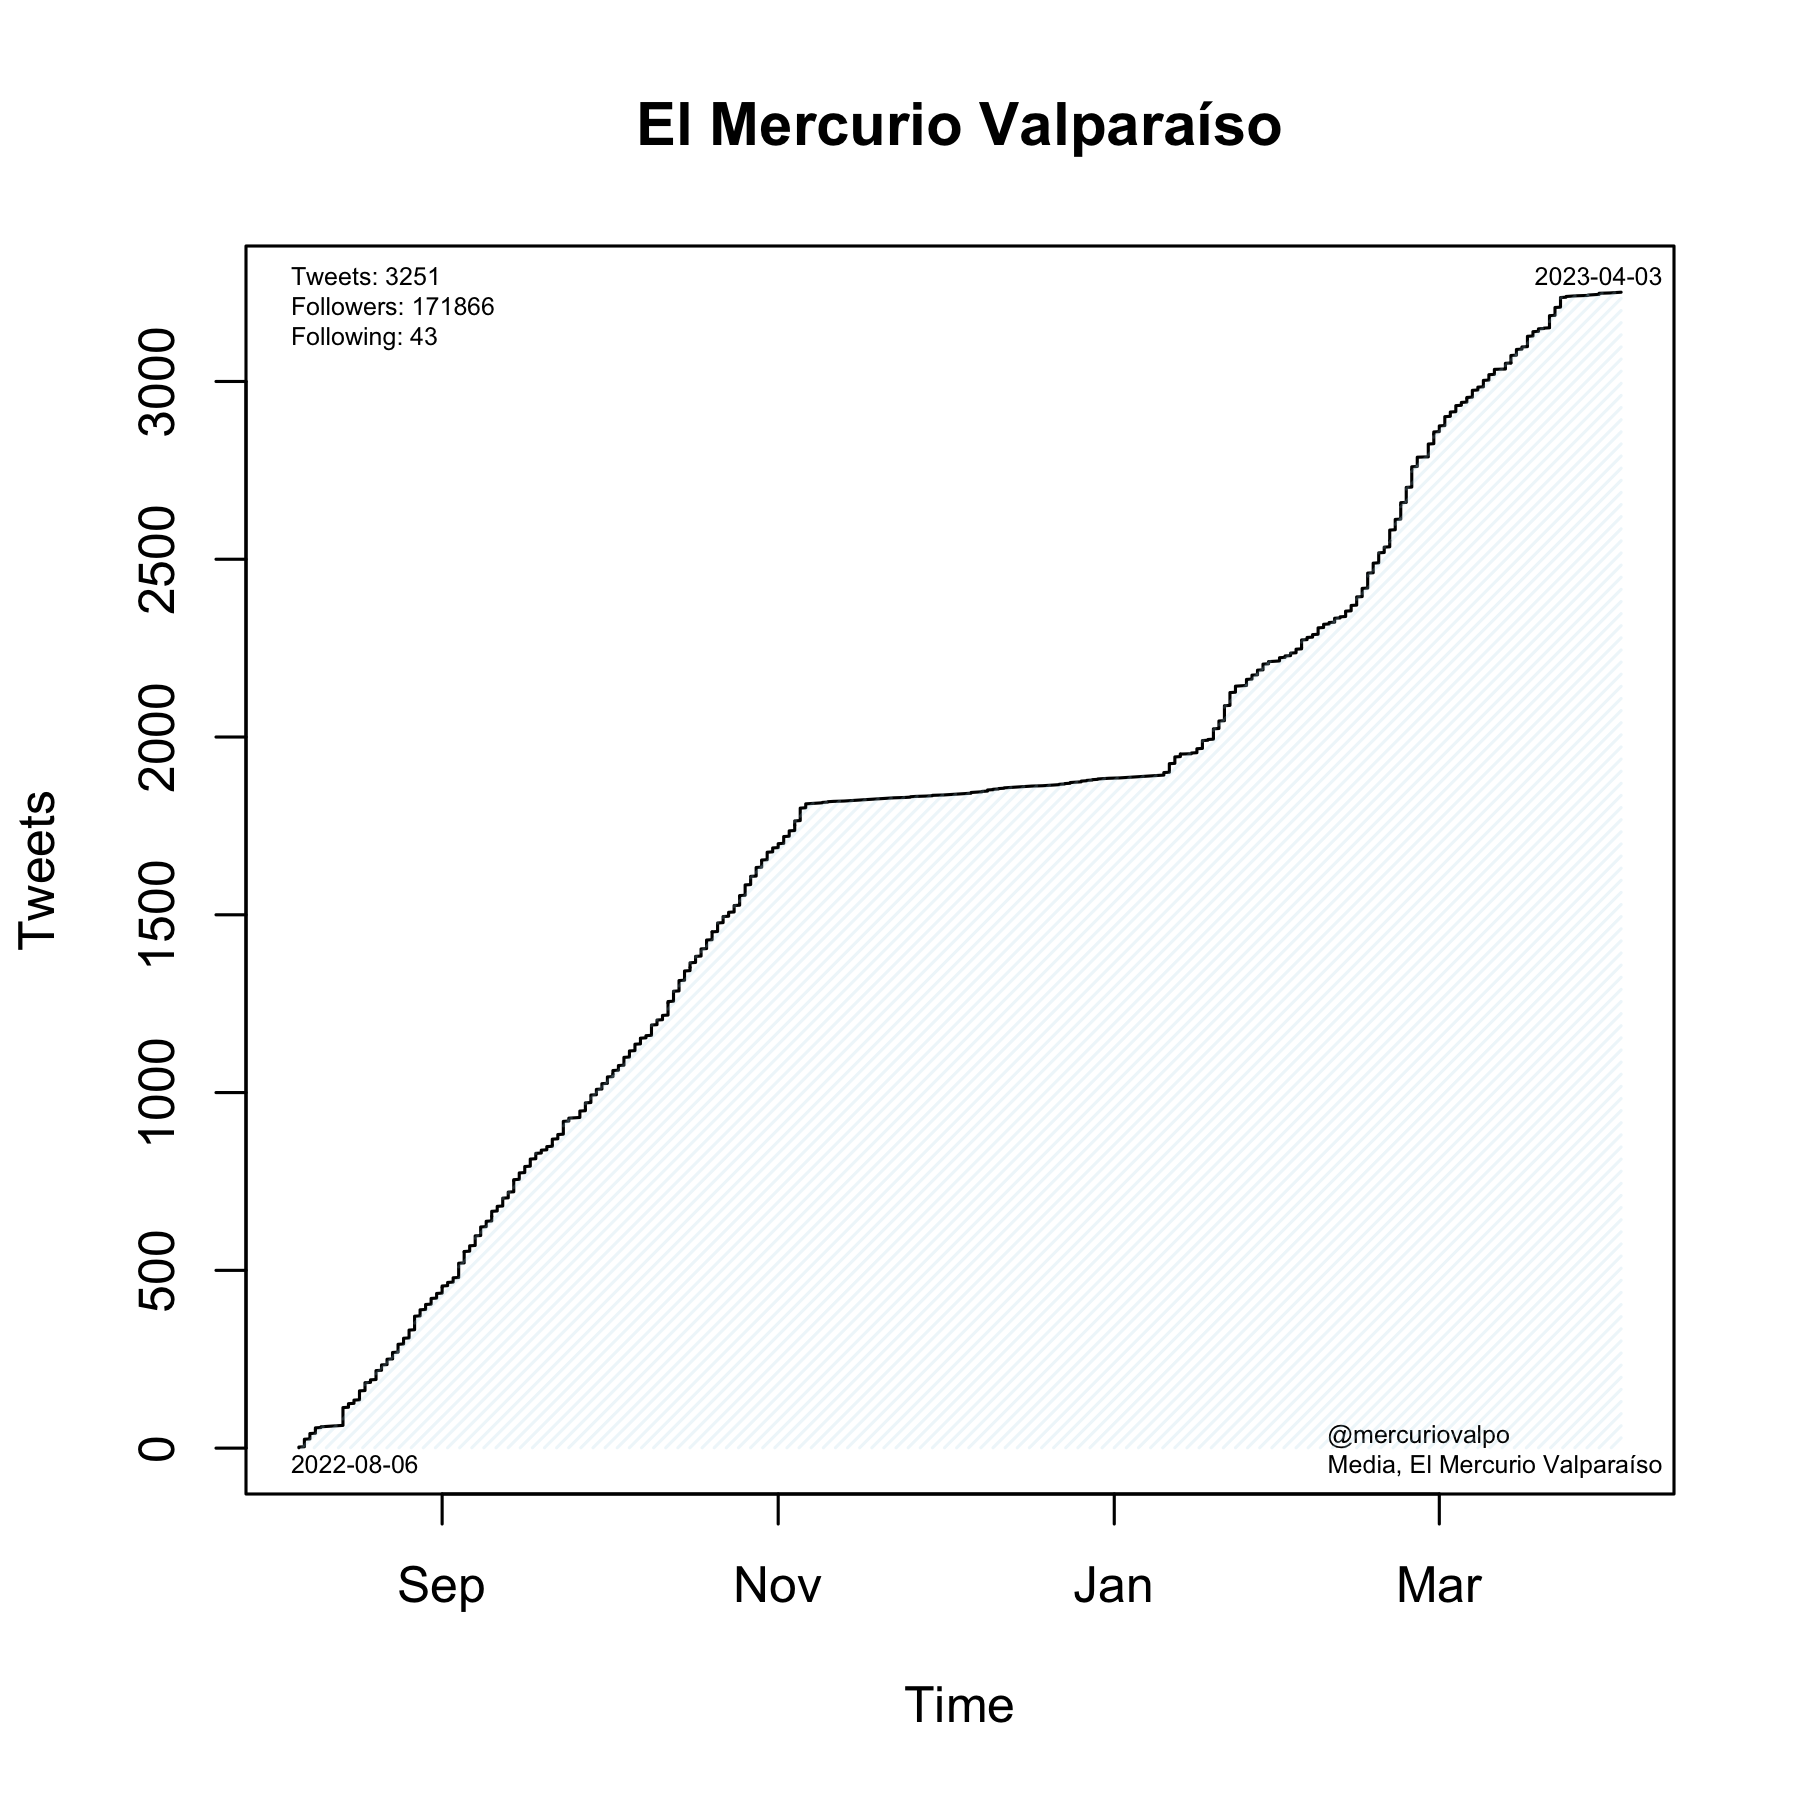 El Mercurio Valparaíso
Tweets: 3251
Followers: 171866
Following: 43
2023-04-03
3000
2500
2000
1500
1000
500
0
Tweets
@mercuriovalpo
Media, El Mercurio Valparaíso
2022-08-06
Sep
Nov
Jan
Mar
Time